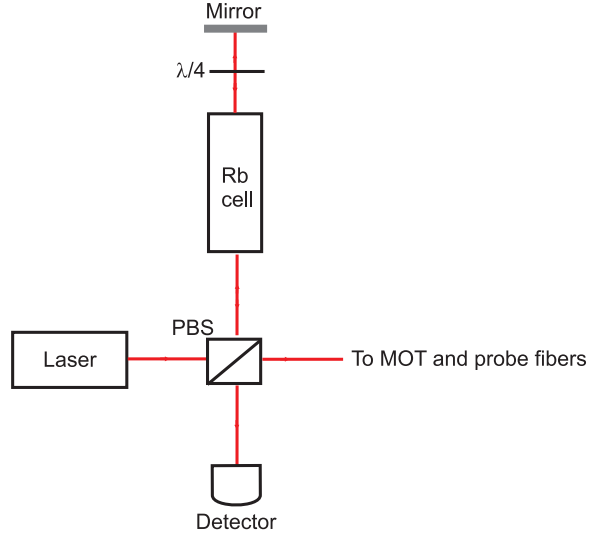 Mirror
λ/4
Rb
cell
PBS
Laser
To MOT and probe fibers
Detector